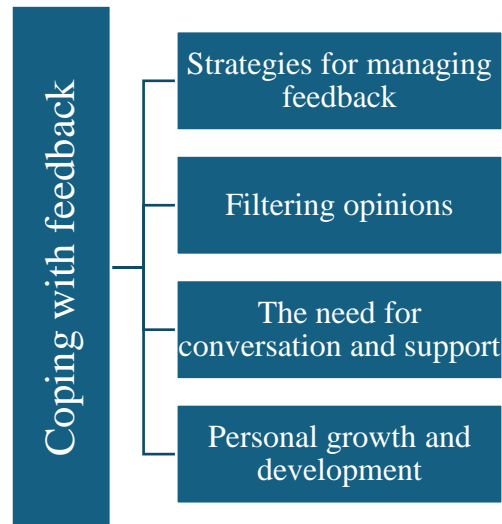 Coping with feedback
Strategies for managing
feedback
Filtering opinions
The need for
conversation and support
Personal growth and
development